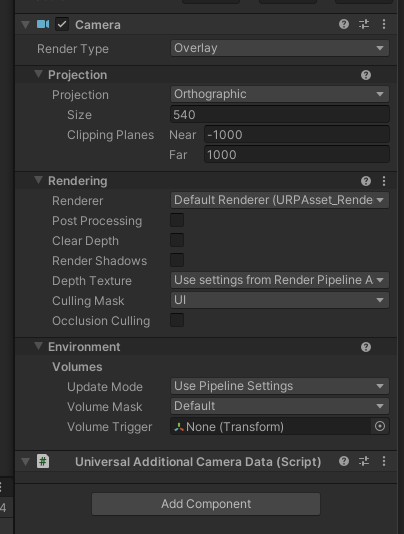 Camera
Render Type Overlay
Projection
Projection Orthographic
Size 540
Clipping Planes Near -1000
Far 1000
Rendering
Renderer Default Renderer (URPAsset_Rende
Post Processing
Clear Depth
Render Shadows
Depth Texture Use settings from Render Pipeline A
Culling Mask UI
Occlusion Culling
Environment
Volumes
Update Mode Use Pipeline Settings
Volume Mask Default
Volume Trigger None (Transform)
# Universal Additional Camera Data (Script)
4
Add Component